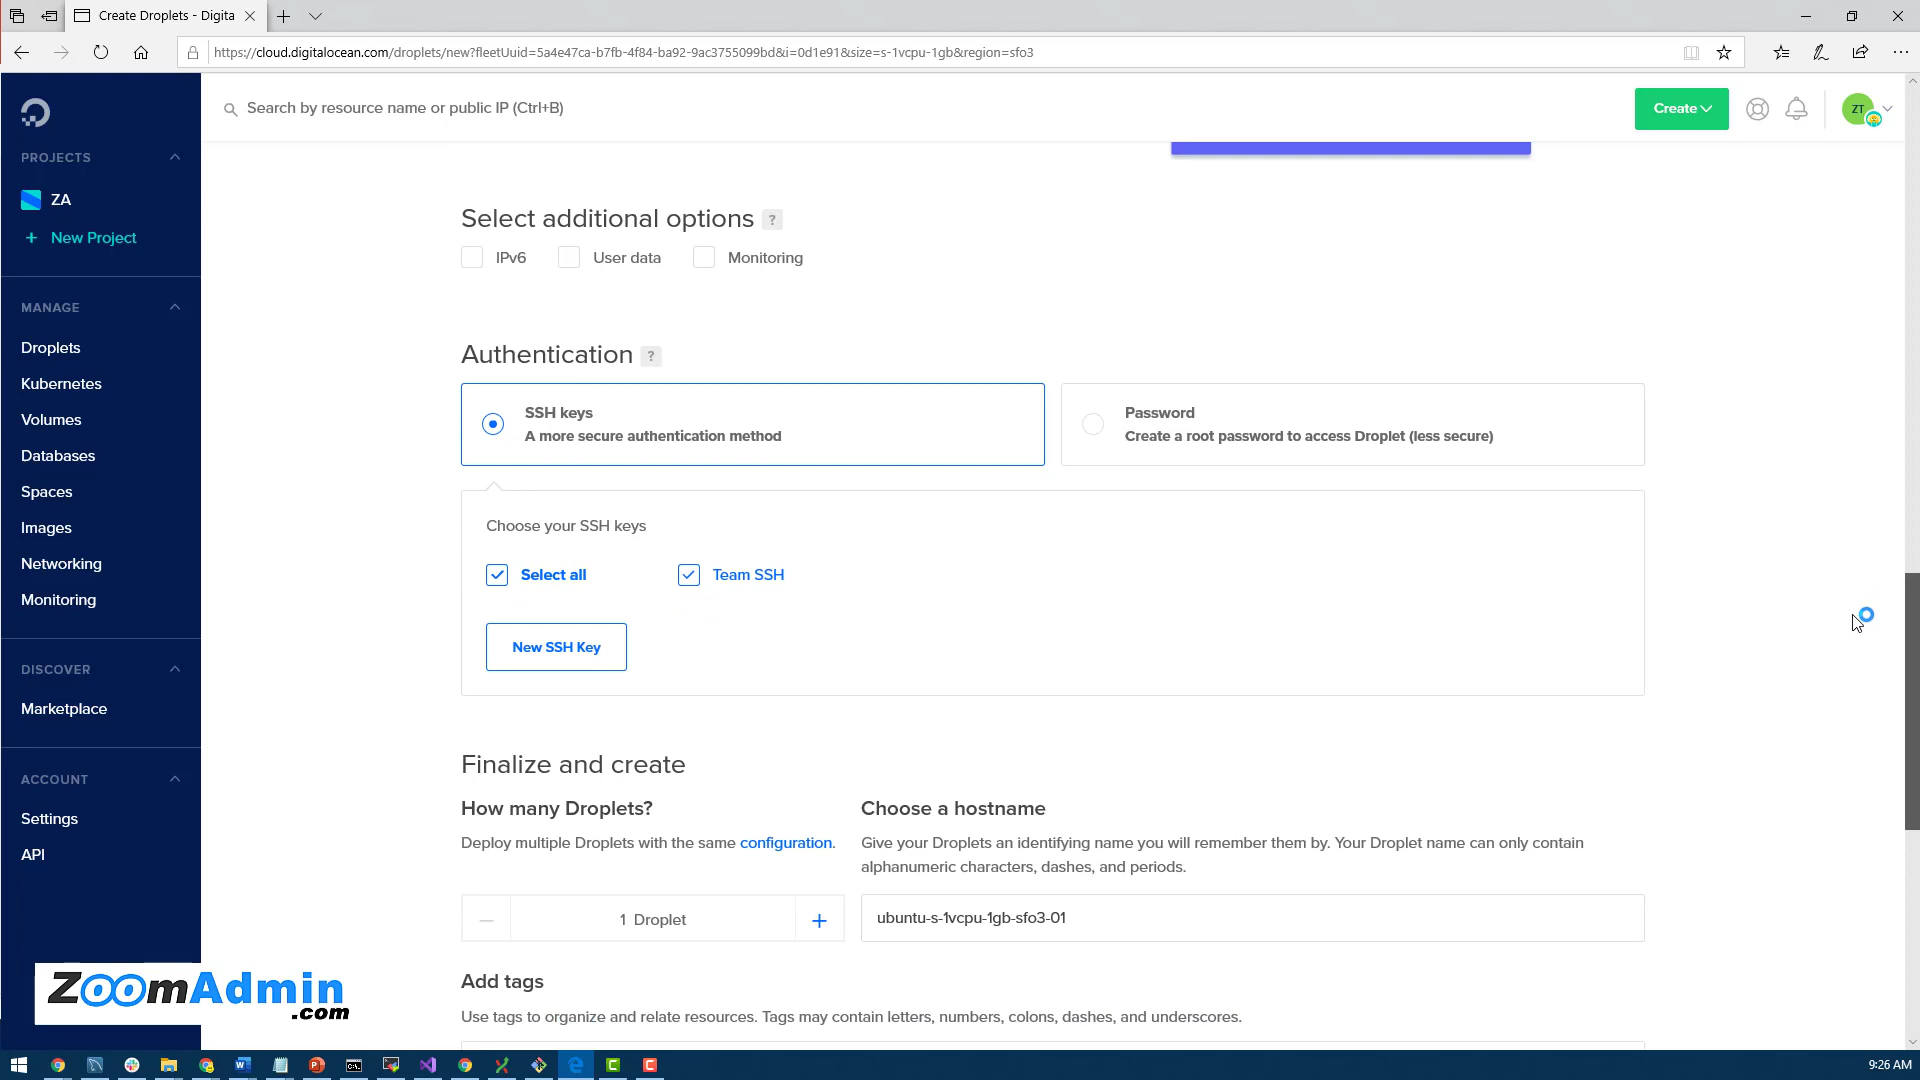 Create Droplets - Digita
https://cloud.digitalocean.com/droplets/new?fleetUuid=5a4e47ca-b7fb-4f84-ba92-9ac3755099bd&i=0d1e91&size=s-1vcpu-1gb&region=sfo3
Search by resource name or public IP (Ctrl+B)
Create
ZT
PROJECTS
ZA
+ New Project
MANAGE
Droplets
Kubernetes
Volumes
Databases
Spaces
Images
Networking
Monitoring
DISCOVER
Marketplace
ACCOUNT
Settings
API
Select additional options ?
IPv6 User data Monitoring
Authentication ?
SSH keys
A more secure authentication method
Password
Create a root password to access Droplet (less secure)
Choose your SSH keys
Select all Team SSH
New SSH Key
Finalize and create
How many Droplets?
Deploy multiple Droplets with the same configuration.
1 Droplet
Choose a hostname
Give your Droplets an identifying name you will remember them by. Your Droplet name can only contain
alphanumeric characters, dashes, and periods.
ubuntu-s-1vcpu-1gb-sfo3-01
Add tags
Use tags to organize and relate resources. Tags may contain letters, numbers, colons, dashes, and underscores.
ZoomAdmin
.com
9:26 AM